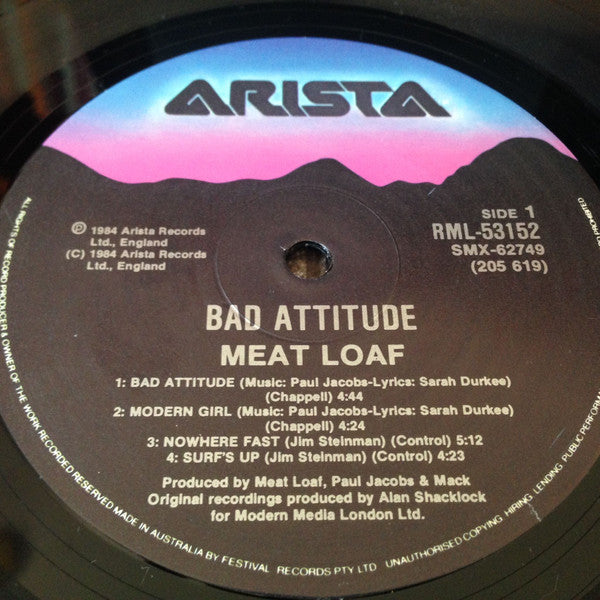 ARISTA
SIDE 1
RML-53152
SMX-62749
(205 619)
℗ 1984 Arista Records
Ltd., England
(C) 1984 Arista Records
Ltd., England
BAD ATTITUDE
MEAT LOAF
1: BAD ATTITUDE (Music: Paul Jacobs-Lyrics: Sarah Durkee)
(Chappell) 4:44
2: MODERN GIRL (Music: Paul Jacobs-Lyrics: Sarah Durkee)
(Chappell) 4:24
3: NOWHERE FAST (Jim Steinman) (Control) 5:12
4: SURF'S UP (Jim Steinman) (Control) 4:23
Produced by Meat Loaf, Paul Jacobs & Mack
Original recordings produced by Alan Shacklock
for Modern Media London Ltd.
ALL RIGHTS OF RECORD PRODUCER & OWNER OF THE WORK RECORDED RESERVED MADE IN AUSTRALIA BY FESTIVAL RECORDS PTY LTD UNAUTHORISED COPYING HIRING LENDING PUBLIC PROHIBITED